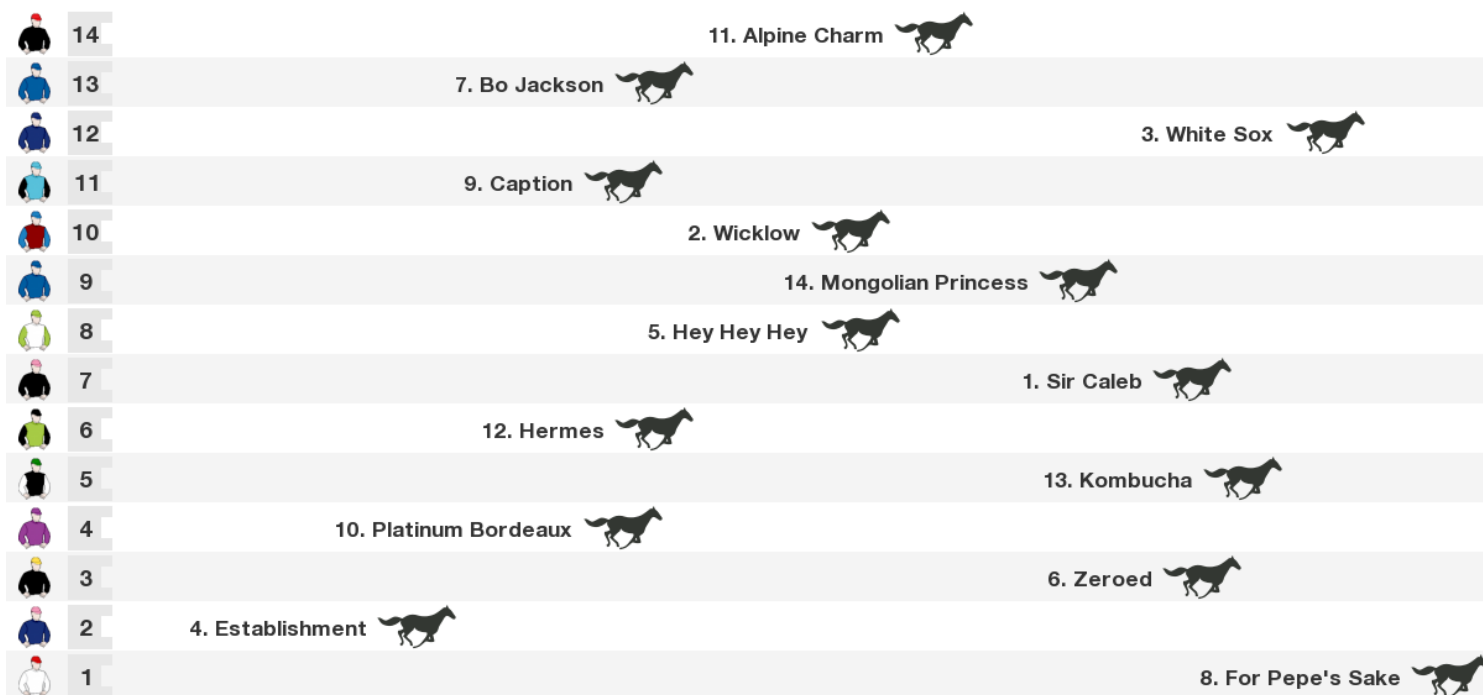 14 11. Alpine Charm
13 7. Bo Jackson
12 3. White Sox
11 9. Caption
10 2. Wicklow
9 14. Mongolian Princess
8 5. Hey Hey Hey
7 1. Sir Caleb
6 12. Hermes
5 13. Kombucha
4 10. Platinum Bordeaux
3 6. Zeroed
2 4. Establishment
1 8. For Pepe's Sake